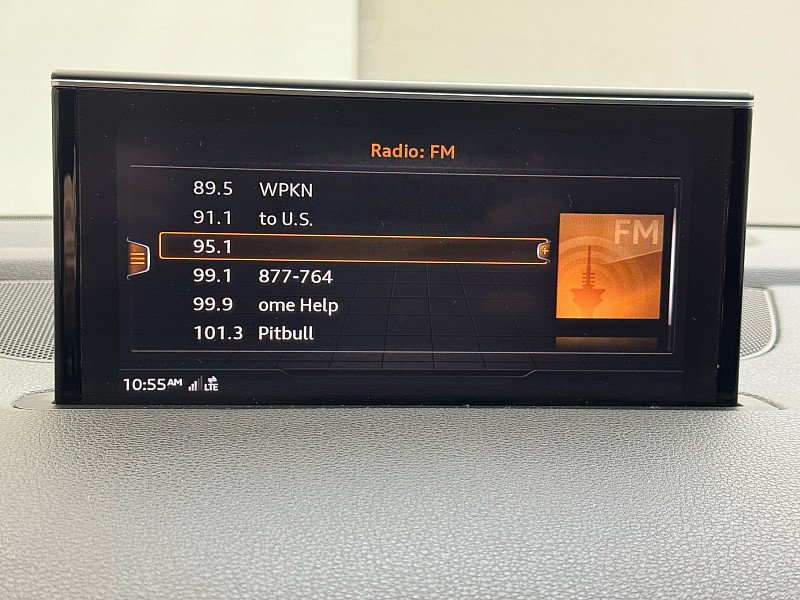 Radio: FM
89.5 WPKN
91.1 to U.S.
95.1
99.1 877-764
99.9 ome Help
101.3 Pitbull
FM
10:55AM LTE